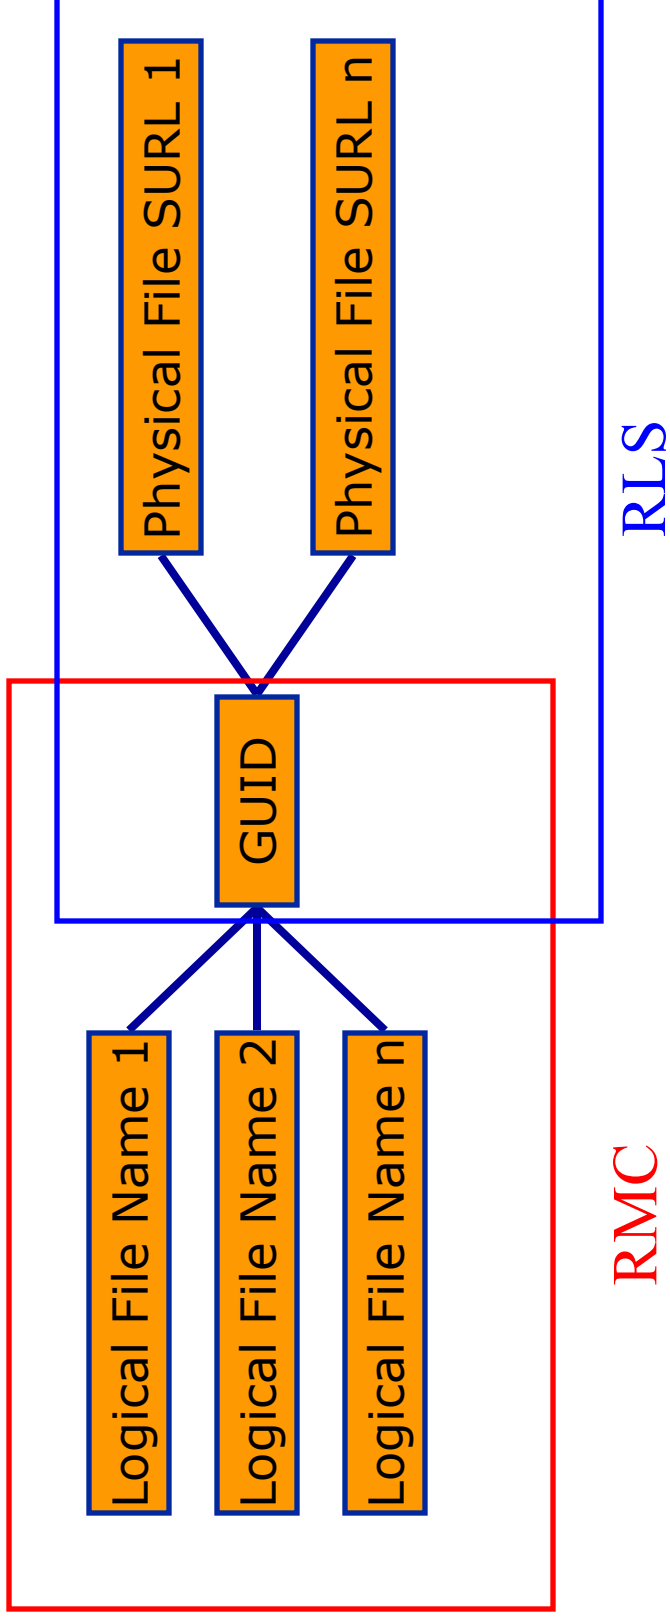 Logical File Name 1
Logical File Name 2
Logical File Name n
GUID
Physical File SURL 1
Physical File SURL n
RMC
RLS